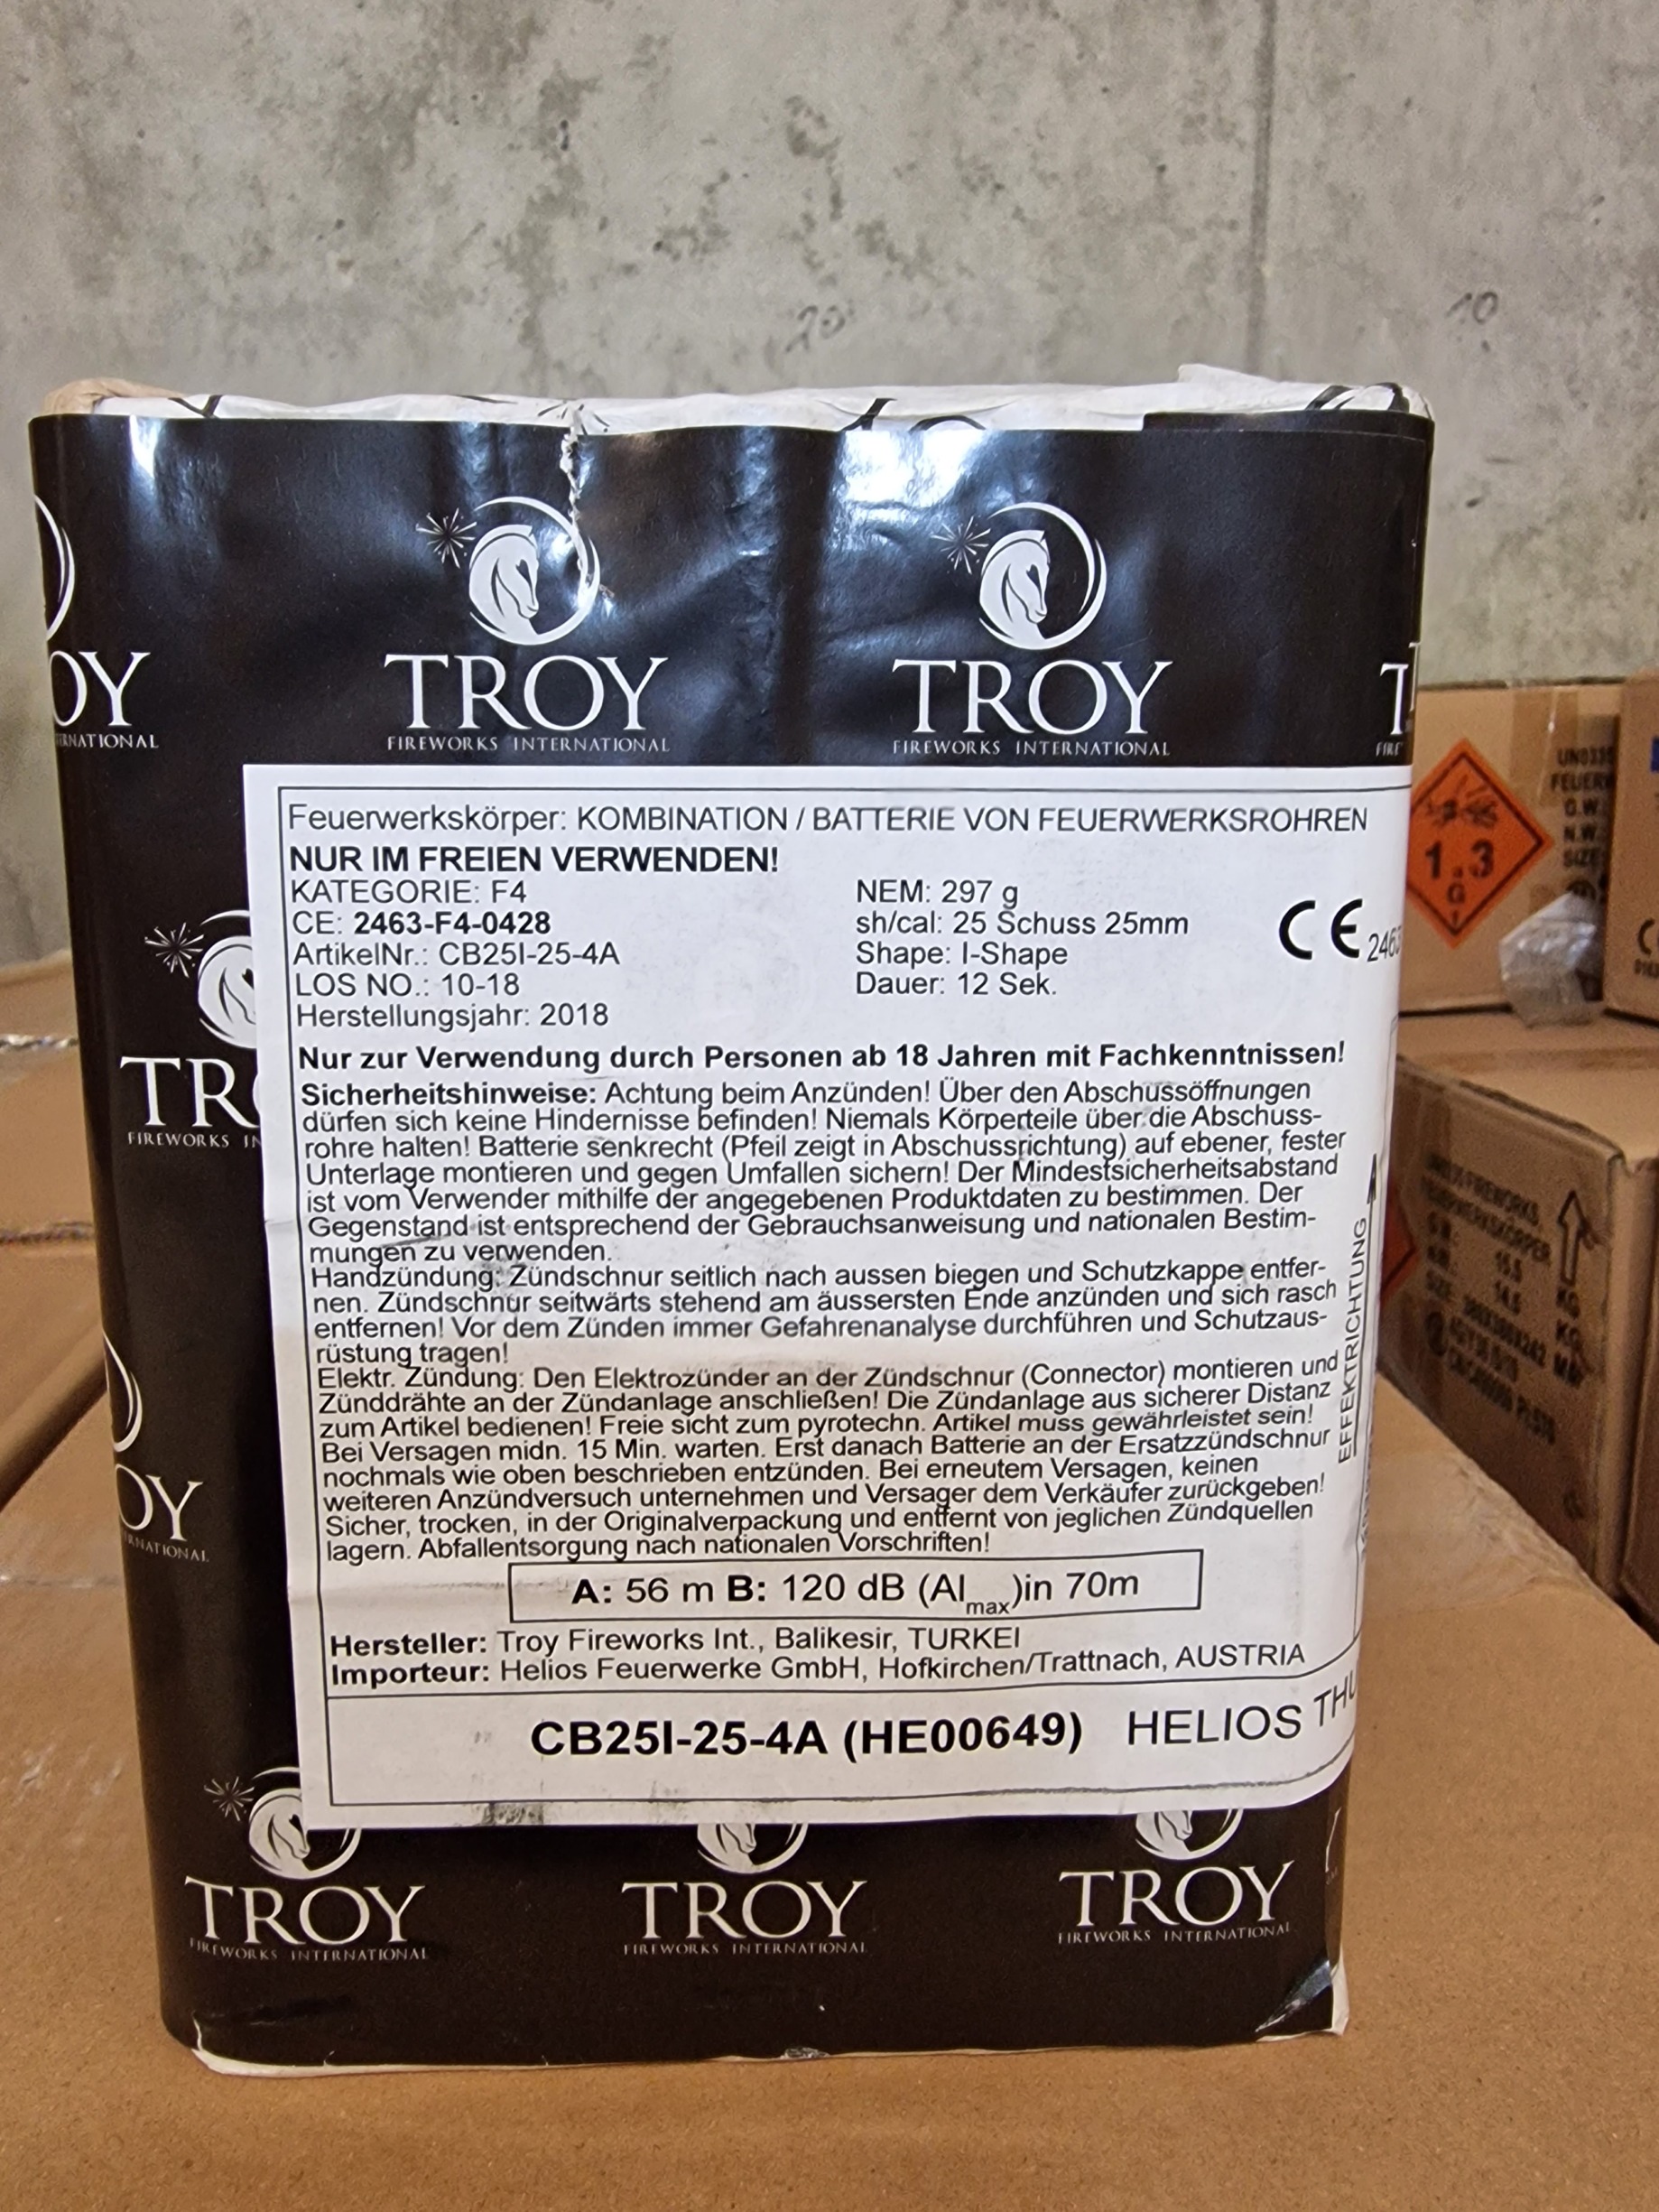 20
10
TROY
FIREWORKS INTERNATIONAL
TROY
FIREWORKS INTERNATIONAL
OY
Feuerwerkskörper: KOMBINATION / BATTERIE VON FEUERWERKSROHREN
NUR IM FREIEN VERWENDEN!
KATEGORIE: F4
CE: 2463-F4-0428
ArtikelNr.: CB25I-25-4A
LOS NO.: 10-18
Herstellungsjahr: 2018
NEM: 297 g
sh/cal: 25 Schuss 25mm
Shape: I-Shape
Dauer: 12 Sek.
CE
Nur zur Verwendung durch Personen ab 18 Jahren mit Fachkenntnissen!
Sicherheitshinweise: Achtung beim Anzünden! Über den Abschussöffnungen
dürfen sich keine Hindernisse befinden! Niemals Körperteile über die Abschuss-
rohre halten! Batterie senkrecht (Pfeil zeigt in Abschussrichtung) auf ebener, fester
Unterlage montieren und gegen Umfallen sichern! Der Mindestsicherheitsabstand
ist vom Verwender mithilfe der angegebenen Produktdaten zu bestimmen. Der
Gegenstand ist entsprechend der Gebrauchsanweisung und nationalen Bestim-
mungen zu verwenden.
Handzündung: Zündschnur seitlich nach aussen biegen und Schutzkappe entfer-
nen. Zündschnur seitwärts stehend am äussersten Ende anzünden und sich rasch
entfernen! Vor dem Zünden immer Gefahrenanalyse durchführen und Schutzaus-
rüstung tragen!
Elektr. Zündung: Den Elektrozünder an der Zündschnur (Connector) montieren und
Zünddrähte an der Zündanlage anschließen! Die Zündanlage aus sicherer Distanz
zum Artikel bedienen! Freie sicht zum pyrotechn. Artikel muss gewährleistet sein!
Bei Versagen midn. 15 Min. warten. Erst danach Batterie an der Ersatzzündschnur
nochmals wie oben beschrieben entzünden. Bei erneutem Versagen, keinen
weiteren Anzündversuch unternehmen und Versager dem Verkäufer zurückgeben!
Sicher, trocken, in der Originalverpackung und entfernt von jeglichen Zündquellen
lagern. Abfallentsorgung nach nationalen Vorschriften!
EFFEKTRICHTUNG
A: 56 m B: 120 dB (AI max)in 70m
Hersteller: Troy Fireworks Int., Balikesir, TURKEI
Importeur: Helios Feuerwerke GmbH, Hofkirchen/Trattnach, AUSTRIA
CB25I-25-4A (HE00649) HELIOS THU
TROY
FIREWORKS INTERNATIONAL
TROY
FIREWORKS INTERNATIONAL
TROY
FIREWORKS INTERNATIONAL
1.3
G
1